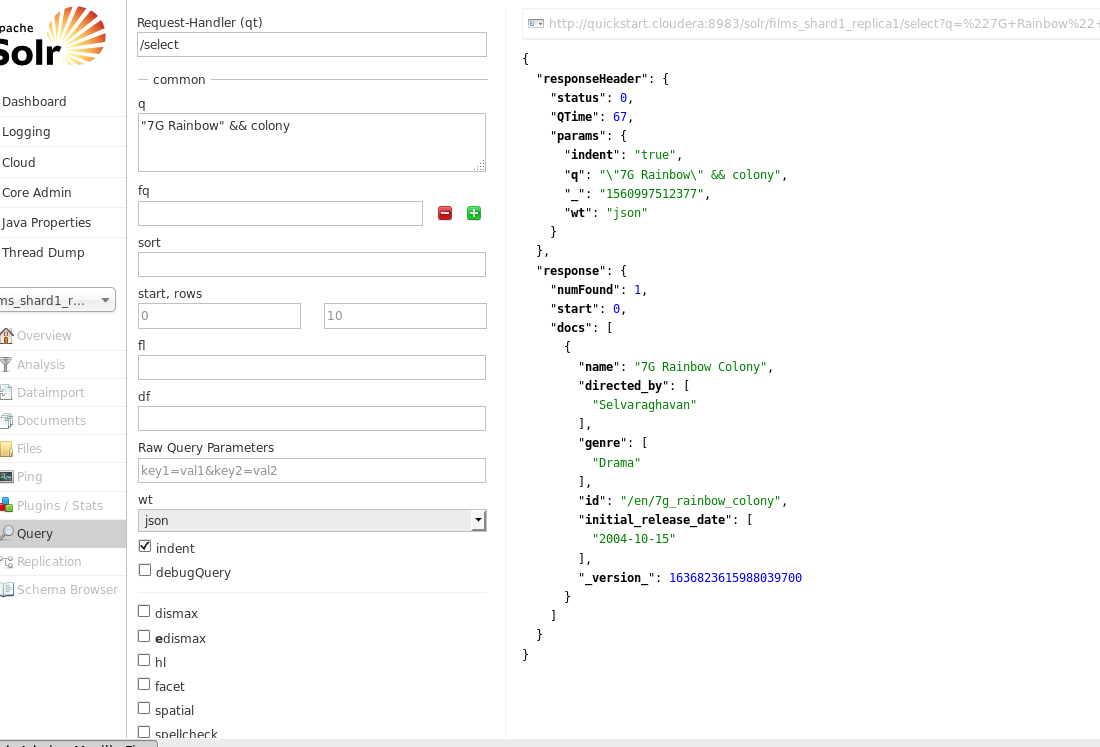 pache
Solr
Dashboard
Logging
Cloud
Core Admin
Java Properties
Thread Dump
ms_shard1_r...
Overview
Analysis
Dataimport
Documents
Files
Ping
Plugins / Stats
Query
Replication
Schema Browser
Request-Handler (qt)
/select
common
q
"7G Rainbow" && colony
fq
sort
start, rows
0 10
fl
df
Raw Query Parameters
key1=val1&key2=val2
wt
json
indent
debugQuery
dismax
edismax
hl
facet
spatial
spellcheck
http://quickstart.cloudera:8983/solr/films_shard1_replica1/select?q=%227G+Rainbow%22+
{
"responseHeader": {
"status": 0,
"QTime": 67,
"params": {
"indent": "true",
"q": "\"7G Rainbow\" && colony",
"_": "1560997512377",
"wt": "json"
}
},
"response": {
"numFound": 1,
"start": 0,
"docs": [
{
"name": "7G Rainbow Colony",
"directed_by": [
"Selvaraghavan"
],
"genre": [
"Drama"
],
"id": "/en/7g_rainbow_colony",
"initial_release_date": [
"2004-10-15"
],
"_version_": 1636823615988039700
}
]
}
}